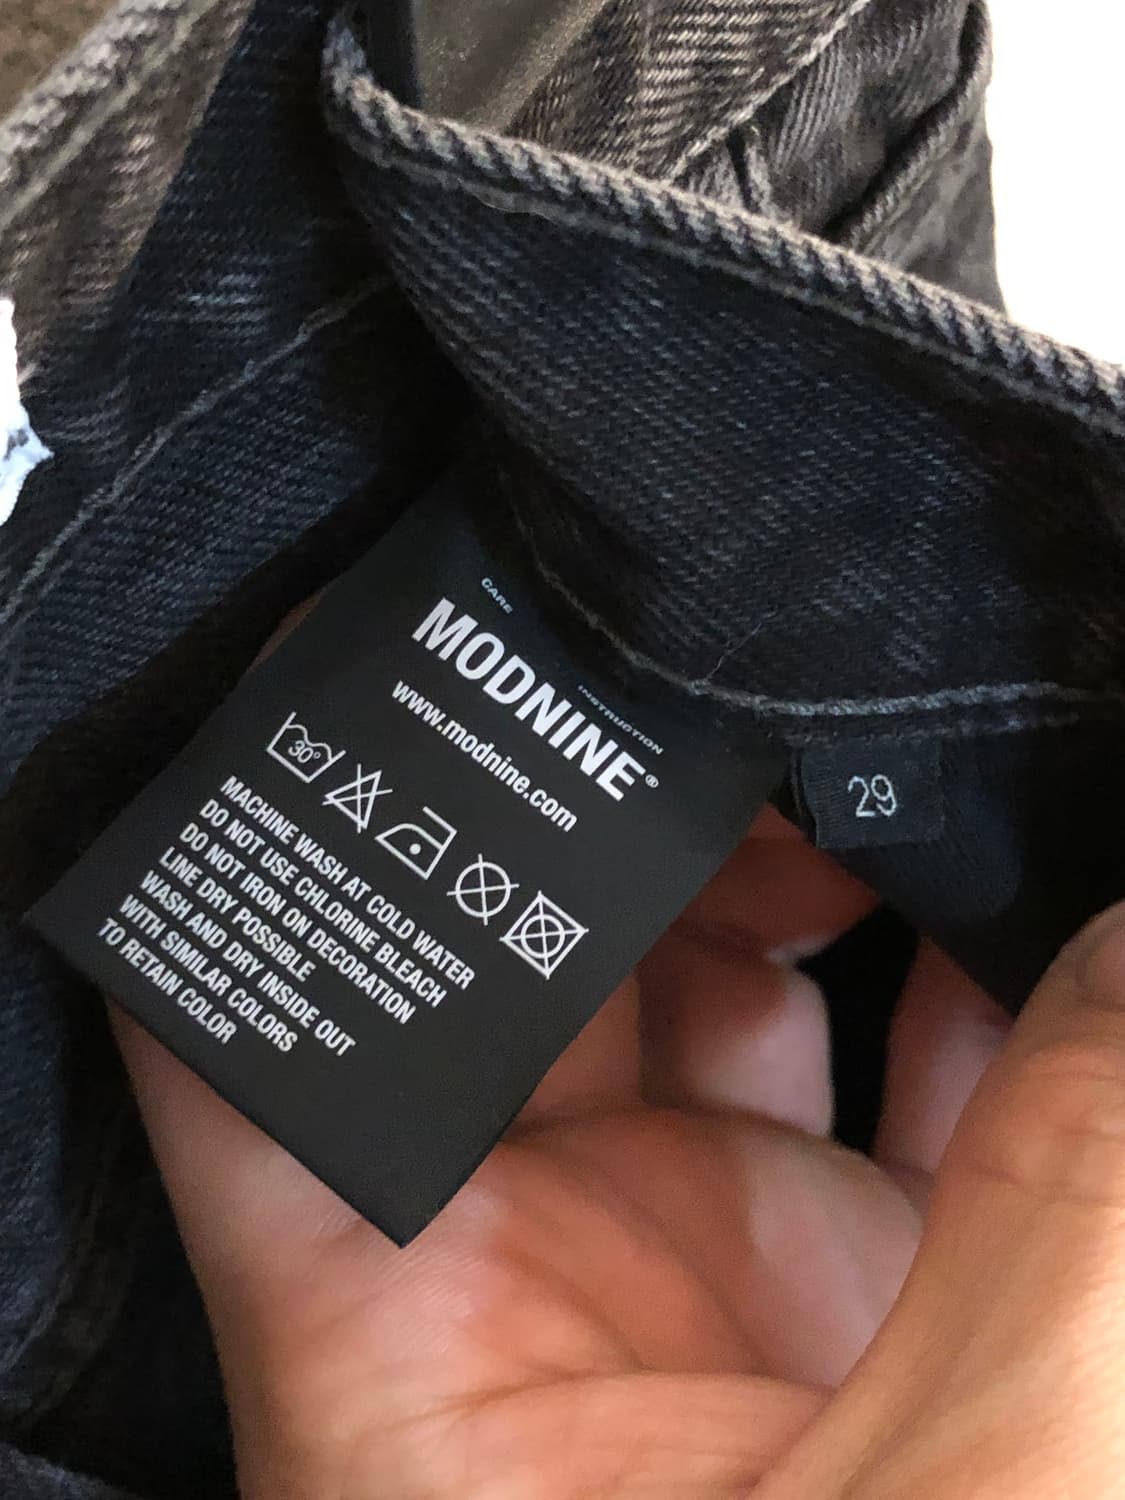 CARE
INSTRUCTION
MODNINE®
www.modnine.com
30°
MACHINE WASH AT COLD WATER
DO NOT USE CHLORINE BLEACH
DO NOT IRON ON DECORATION
LINE DRY POSSIBLE
WASH AND DRY INSIDE OUT
WITH SIMILAR COLORS
TO RETAIN COLOR
29